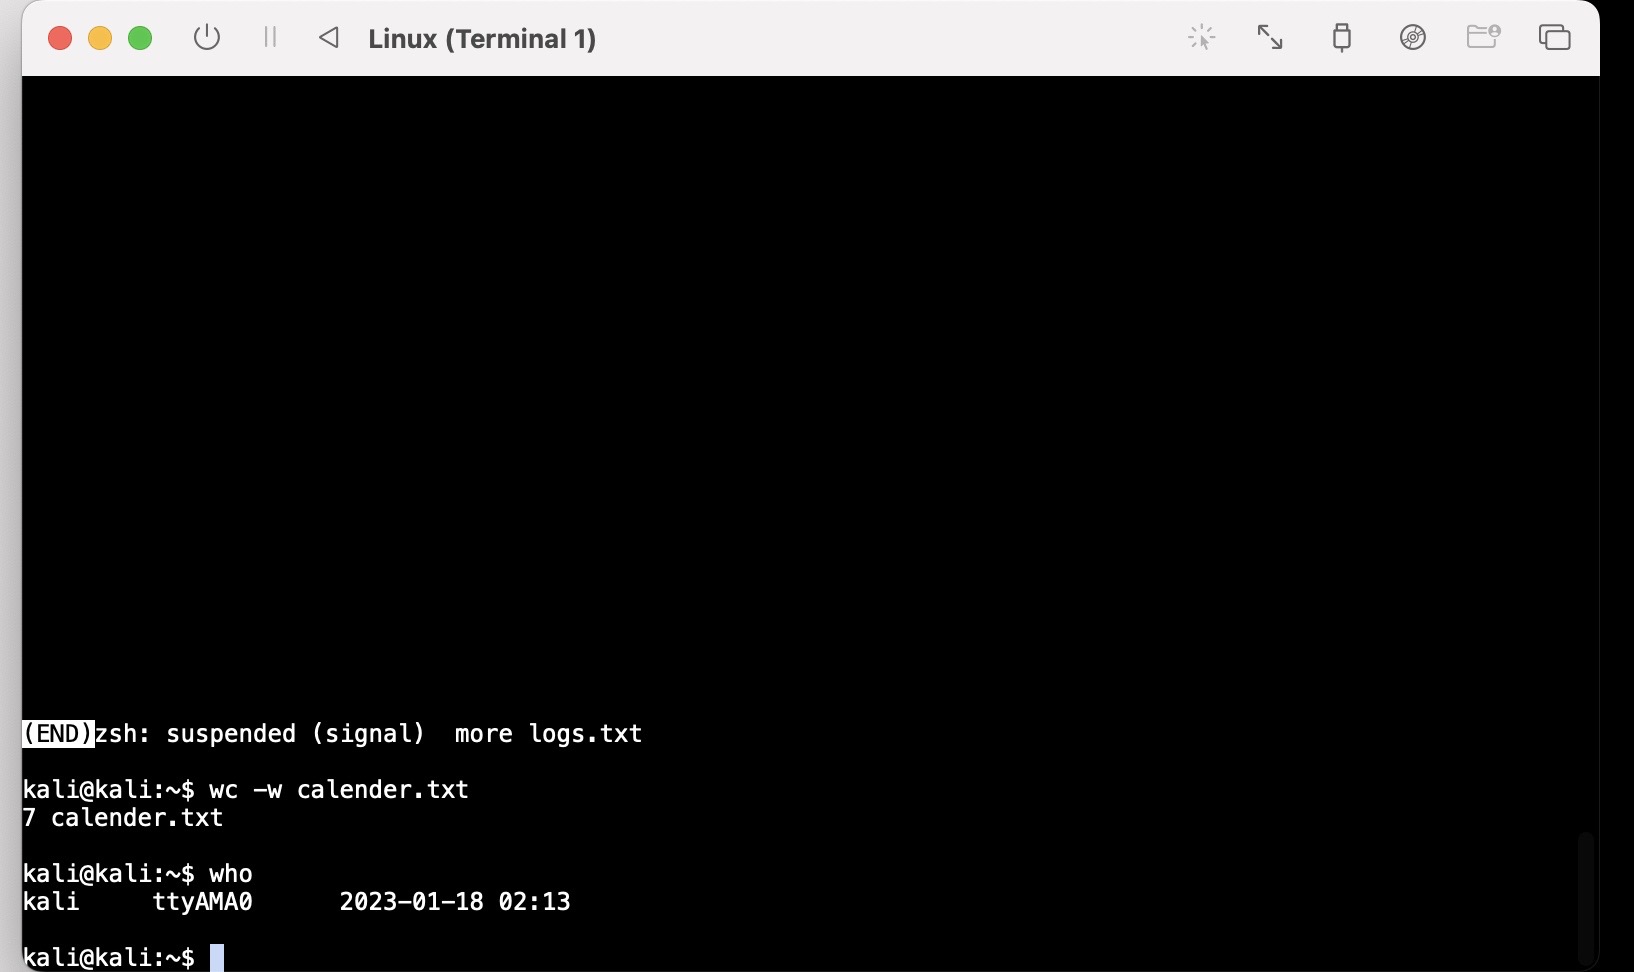 Linux (Terminal 1)
(END)zsh: suspended (signal)  more logs.txt
kali@kali:~$ wc -w calender.txt
7 calender.txt
kali@kali:~$ who
kali     ttyAMA0      2023-01-18 02:13
kali@kali:~$